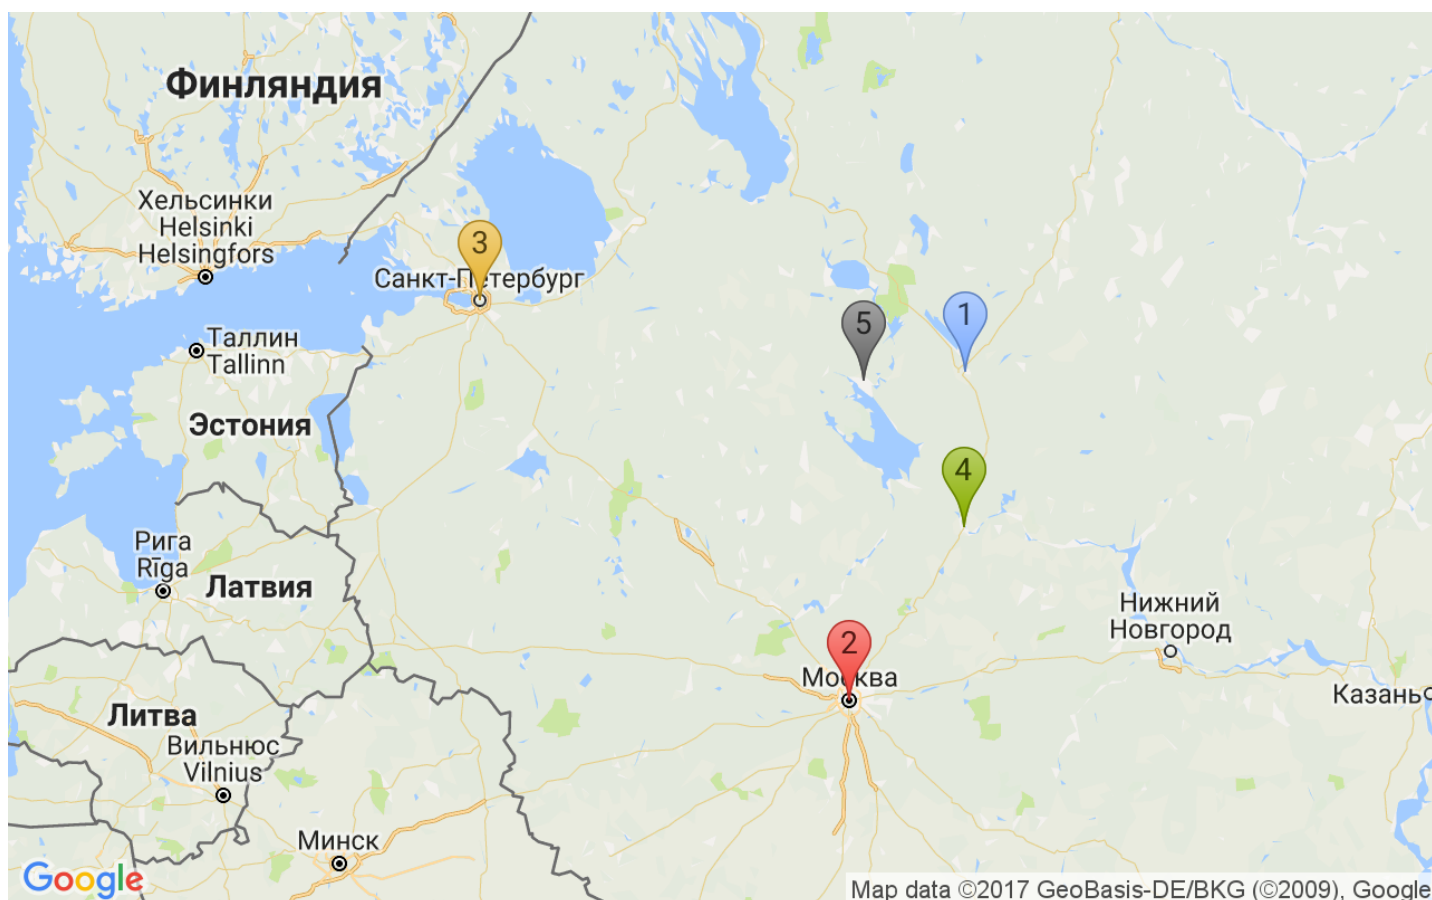 Финляндия
Хельсинки
Helsinki
Helsingfors
3
Санкт-Петербург
1
5
Таллин
Tallinn
Эстония
4
Рига
Rīga
Латвия
Нижний
Новгород
2
Москва
Казань
Литва
Вильнюс
Vilnius
Минск
Google
Map data ©2017 GeoBasis-DE/BKG (©2009), Google